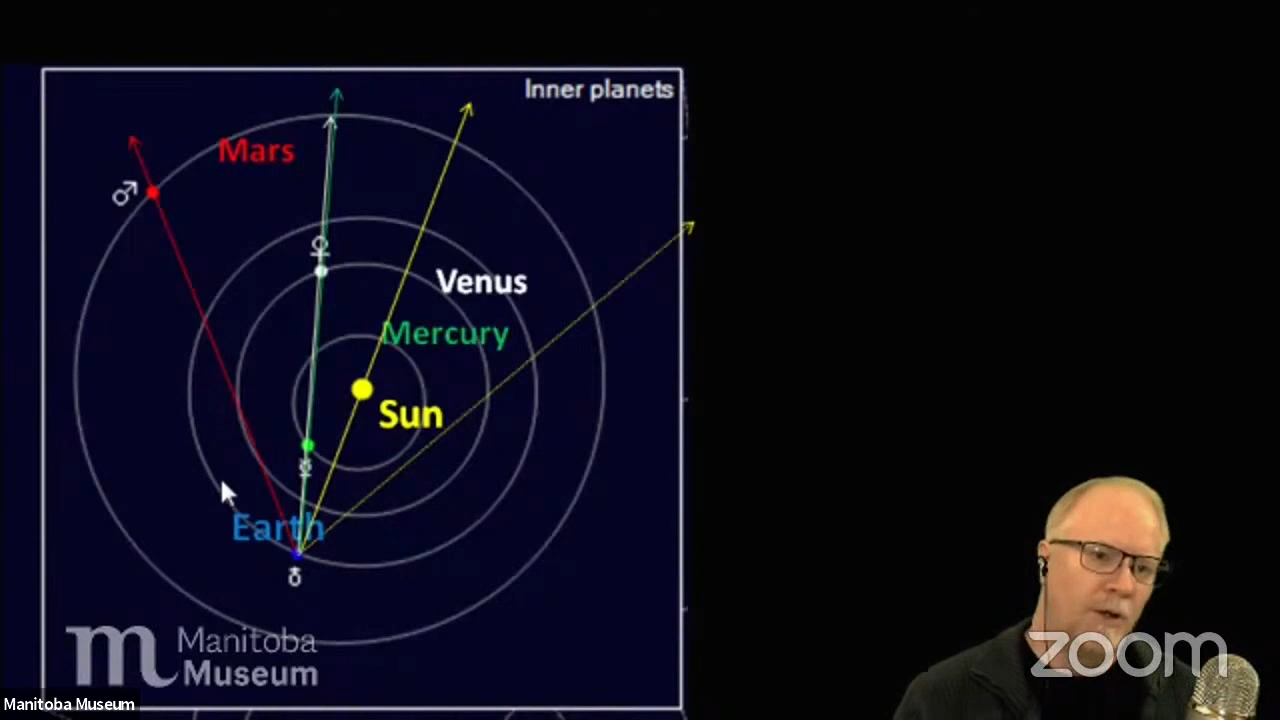 Inner planets
Mars
Venus
Mercury
Sun
Earth
m Manitoba
Museum
Manitoba Museum
zoom